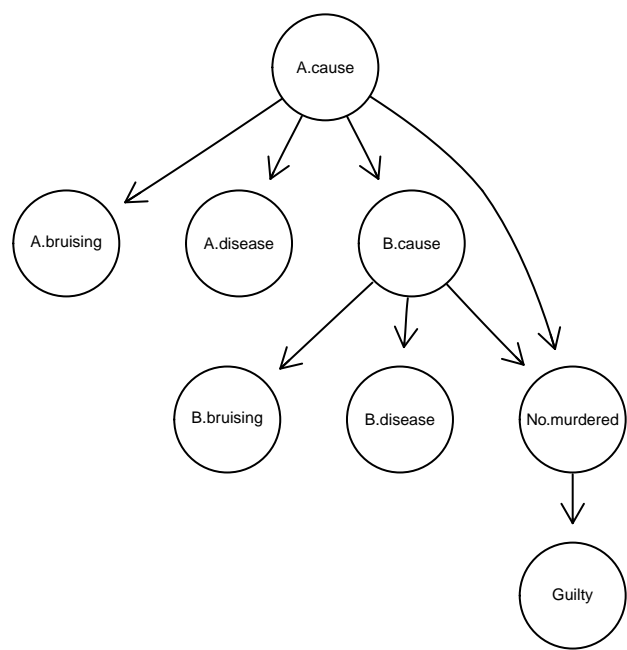 A.cause
A.bruising
A.disease
B.cause
B.bruising
B.disease
No.murdered
Guilty